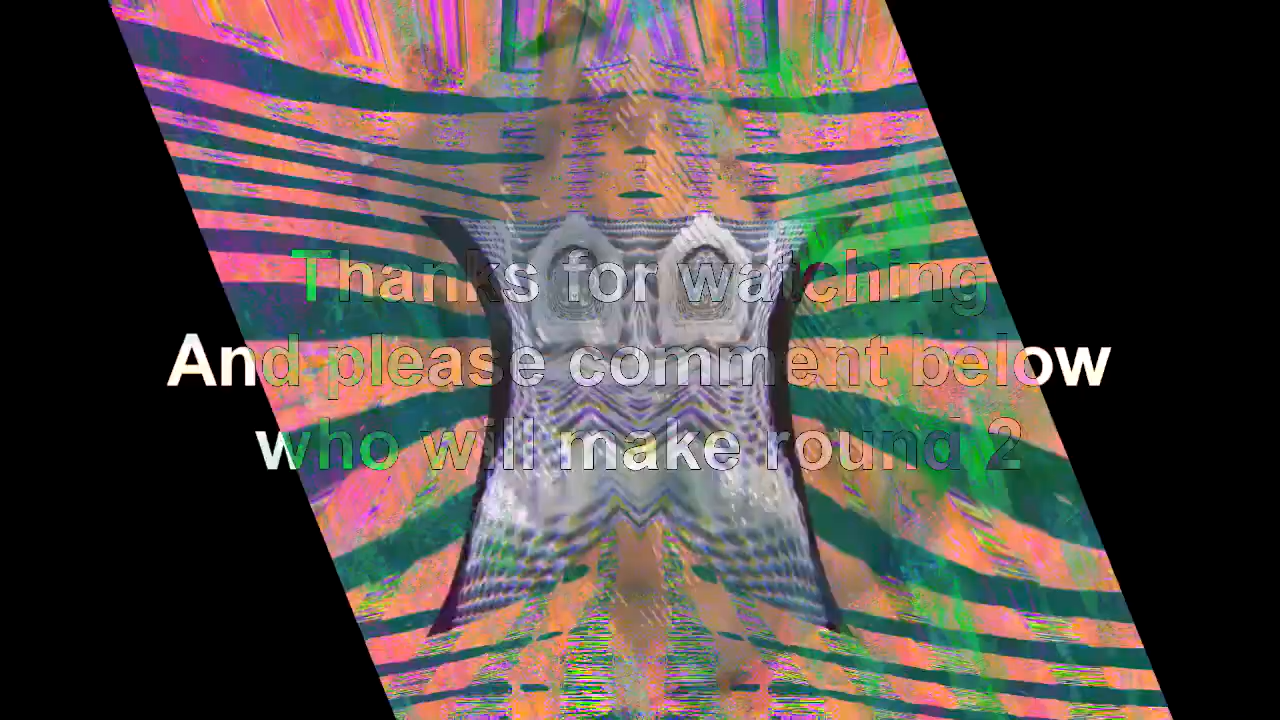 Thanks for watching
And please comment below
who will make round 2